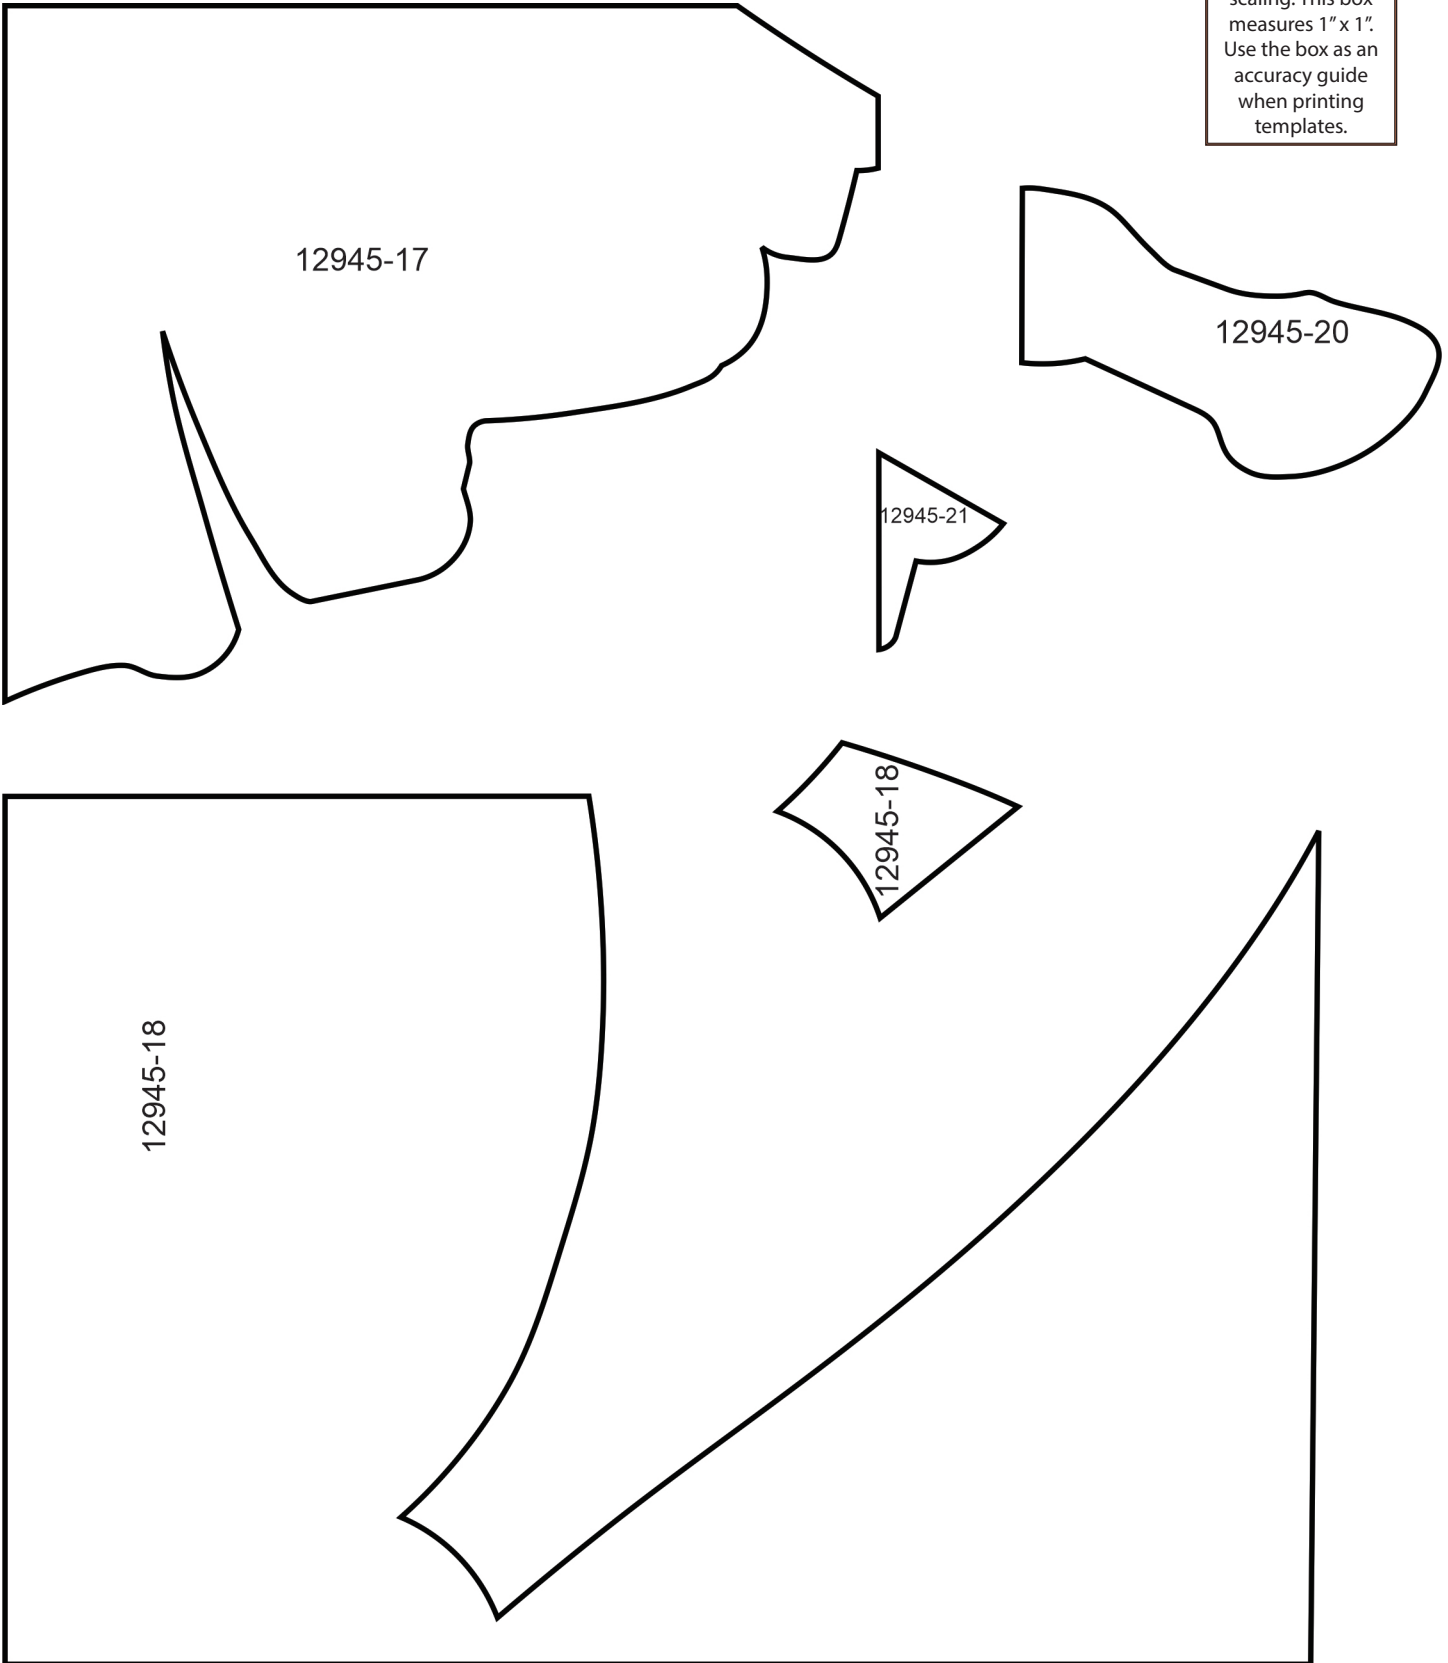 scaling. This box
measures 1” x 1”.
Use the box as an
accuracy guide
when printing
templates.
12945-17
12945-20
12945-21
12945-18
12945-18